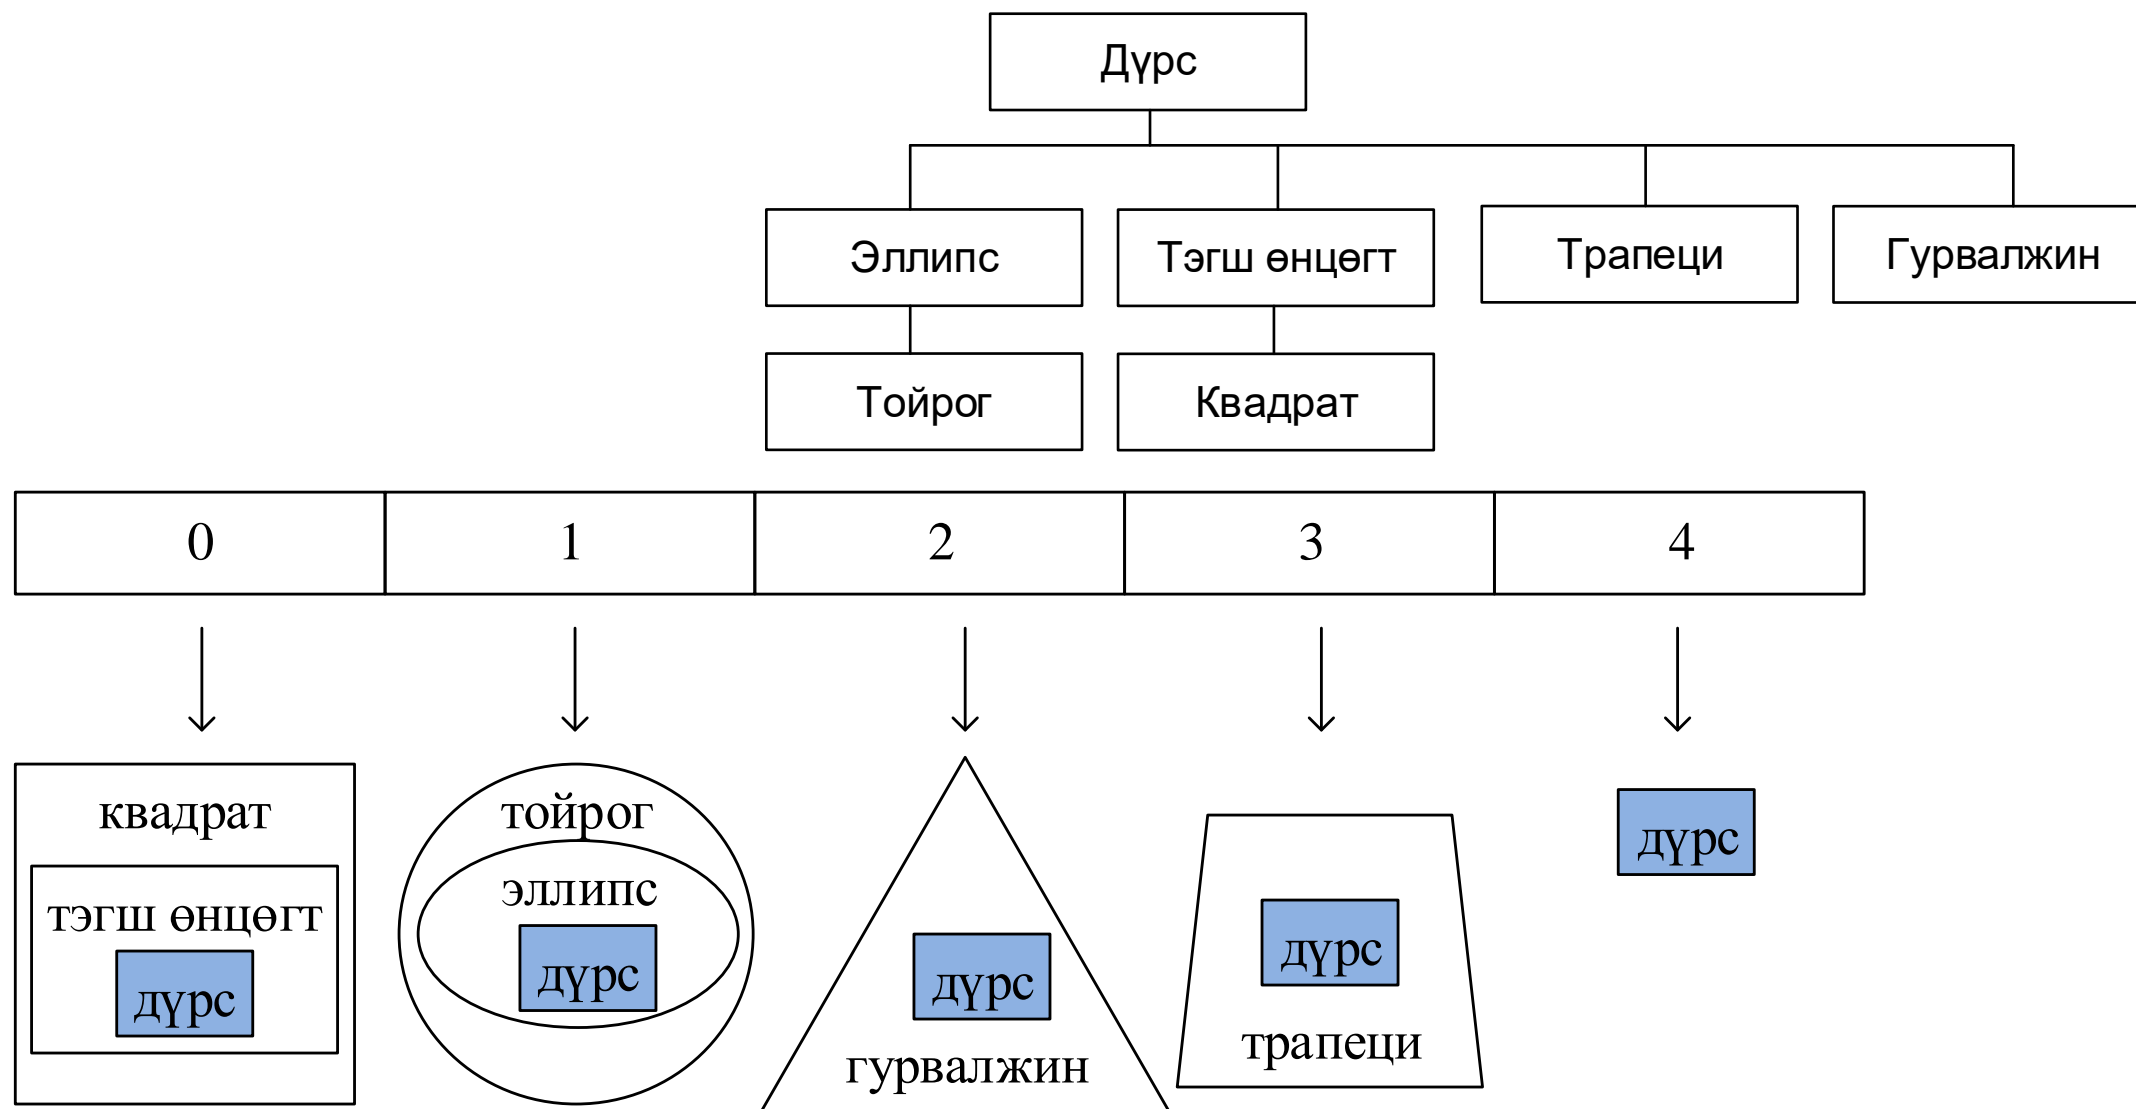 Дүрс
Эллипс
Тэгш өнцөгт
Трапеци
Гурвалжин
Тойрог
Квадрат
0
1
2
3
4
квадрат
тэгш өнцөгт
дүрс
тойрог
эллипс
дүрс
дүрс
гурвалжин
дүрс
трапеци
дүрс